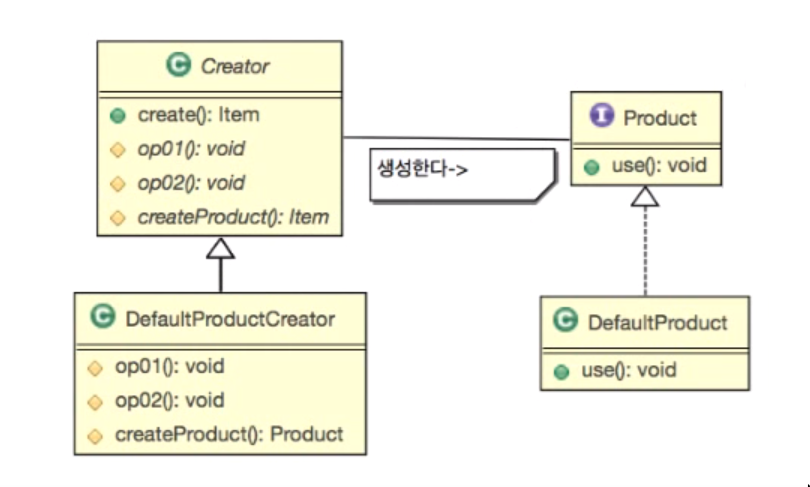 C Creator
create(): Item
op01(): void
op02(): void
createProduct(): Item
생성한다->
I Product
use(): void
C DefaultProductCreator
op01(): void
op02(): void
createProduct(): Product
C DefaultProduct
use(): void